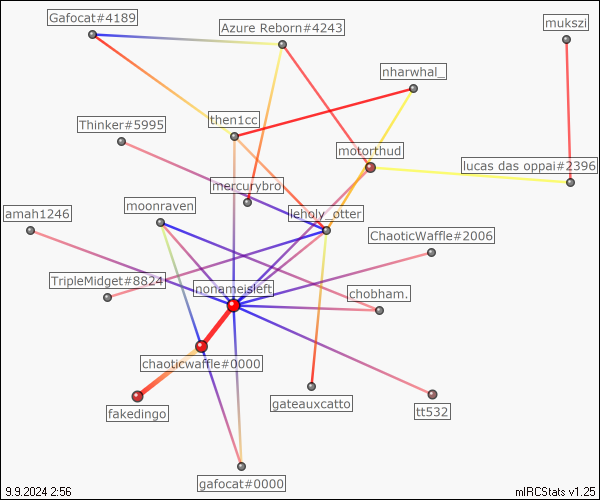 Gafocat#4189
Azure Reborn#4243
mukszi
nharwhal_
then1cc
Thinker#5995
motorthud
lucas das oppai#2396
mercurybro
moonraven
leholy_otter
amah1246
ChaoticWaffle#2006
TripleMidget#8824
nonameisleft
chobham.
chaoticwaffle#0000
fakedingo
gateauxcatto
tt532
gafocat#0000
9.9.2024 2:56
mIRCStats v1.25